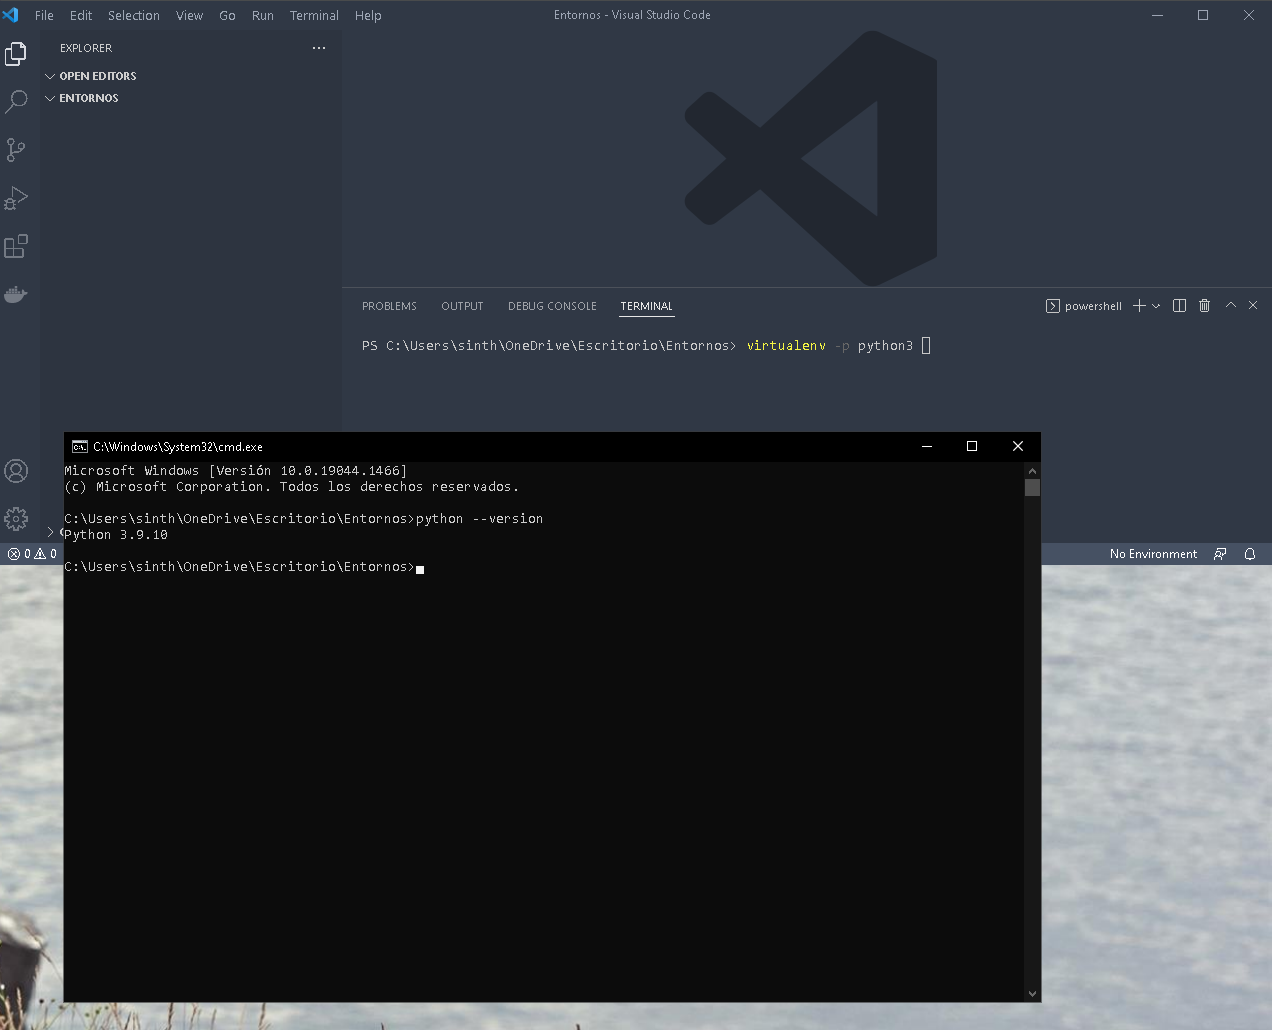 File Edit Selection View Go Run Terminal Help
Entornos - Visual Studio Code
EXPLORER
OPEN EDITORS
ENTORNOS
PROBLEMS OUTPUT DEBUG CONSOLE TERMINAL
powershell
PS C:\Users\sinth\OneDrive\Escritorio\Entornos> virtualenv -p python3
C:\Windows\System32\cmd.exe
Microsoft Windows [Versión 10.0.19044.1466]
(c) Microsoft Corporation. Todos los derechos reservados.
C:\Users\sinth\OneDrive\Escritorio\Entornos>python --version
Python 3.9.10
C:\Users\sinth\OneDrive\Escritorio\Entornos>
0 0
No Environment